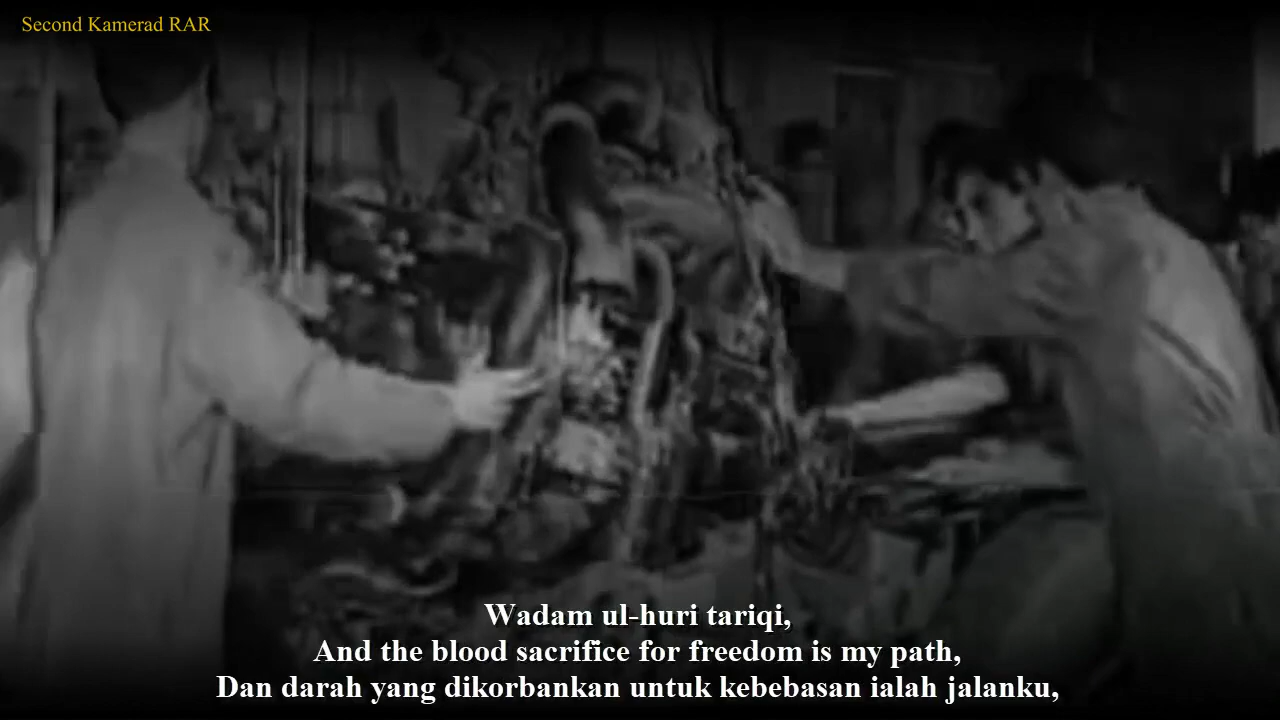 Second Kamerad RAR
Wadam ul-huri tariqi,
And the blood sacrifice for freedom is my path,
Dan darah yang dikorbankan untuk kebebasan ialah jalanku,